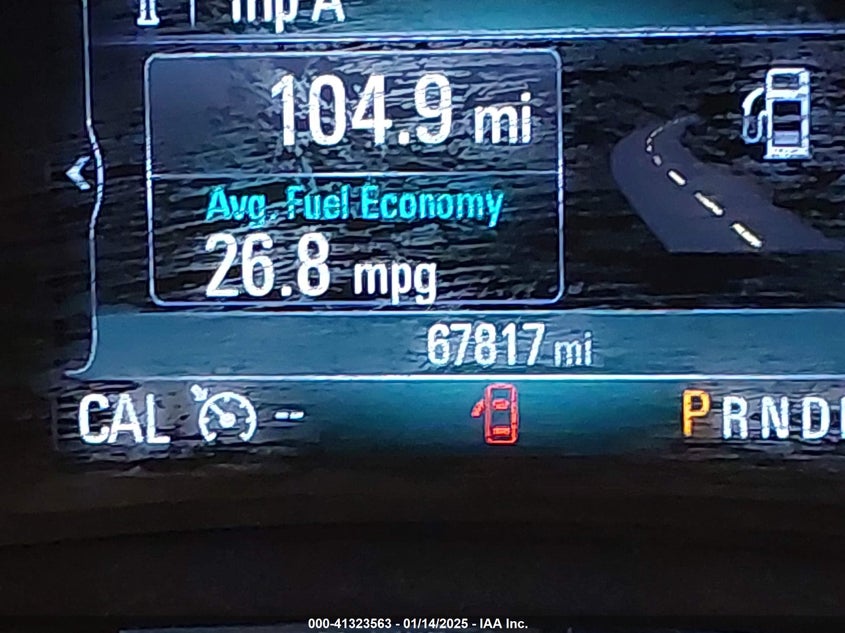 Trip A
104.9 mi
Avg. Fuel Economy
26.8 mpg
67817 mi
CAL -- PRND
000-41323563 - 01/14/2025 - IAA Inc.